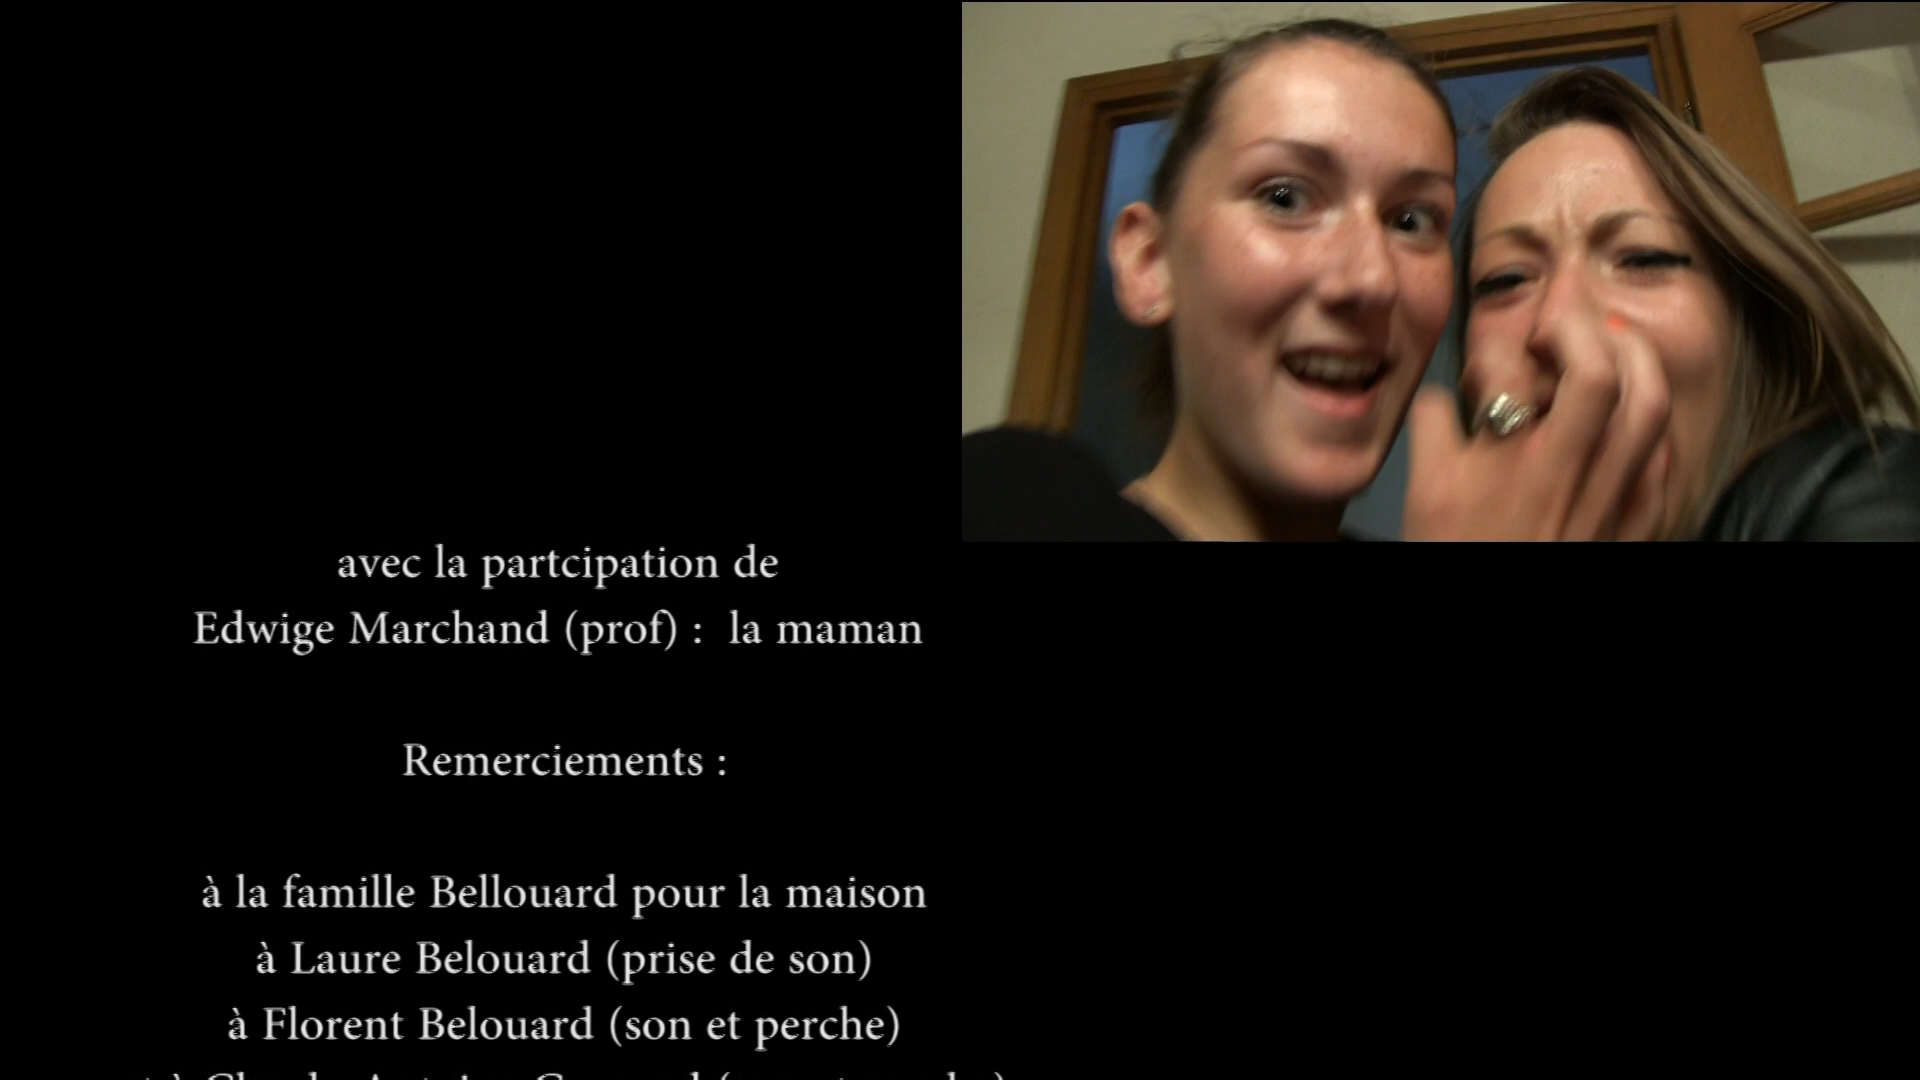 avec la partcipation de
Edwige Marchand (prof) : la maman
Remerciements :
à la famille Bellouard pour la maison
à Laure Belouard (prise de son)
à Florent Belouard (son et perche)